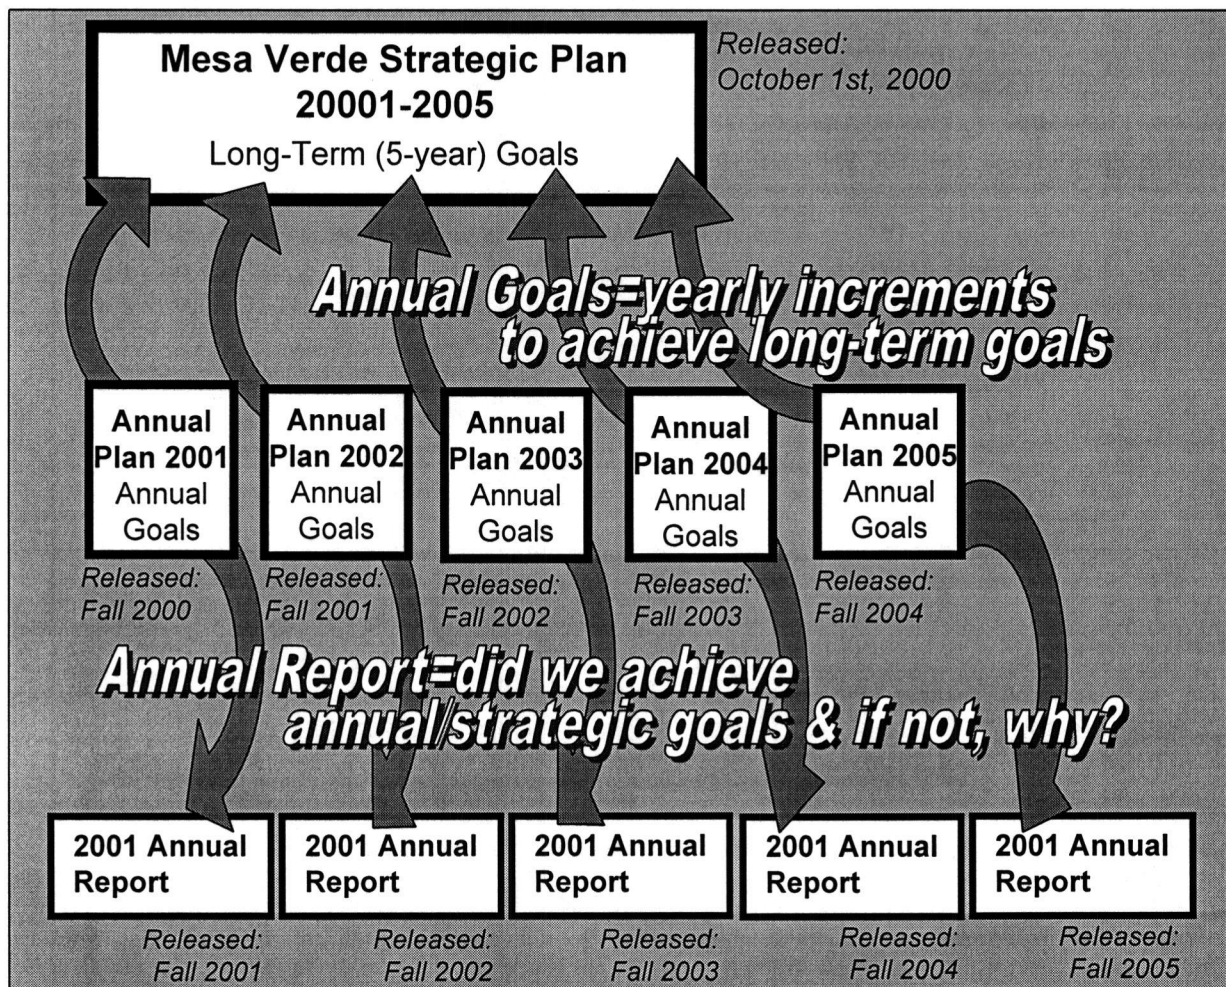 Mesa Verde Strategic Plan
20001-2005
Long-Term (5-year) Goals
Released:
October 1st, 2000
Annual Goals=yearly increments
to achieve long-term goals
Annual
Plan 2001
Annual
Goals
Released:
Fall 2000
Annual
Plan 2002
Annual
Goals
Released:
Fall 2001
Annual
Plan 2003
Annual
Goals
Released:
Fall 2002
Annual
Plan 2004
Annual
Goals
Released:
Fall 2003
Annual
Plan 2005
Annual
Goals
Released:
Fall 2004
Annual Report=did we achieve
annual/strategic goals & if not, why?
2001 Annual
Report
Released:
Fall 2001
2001 Annual
Report
Released:
Fall 2002
2001 Annual
Report
Released:
Fall 2003
2001 Annual
Report
Released:
Fall 2004
2001 Annual
Report
Released:
Fall 2005